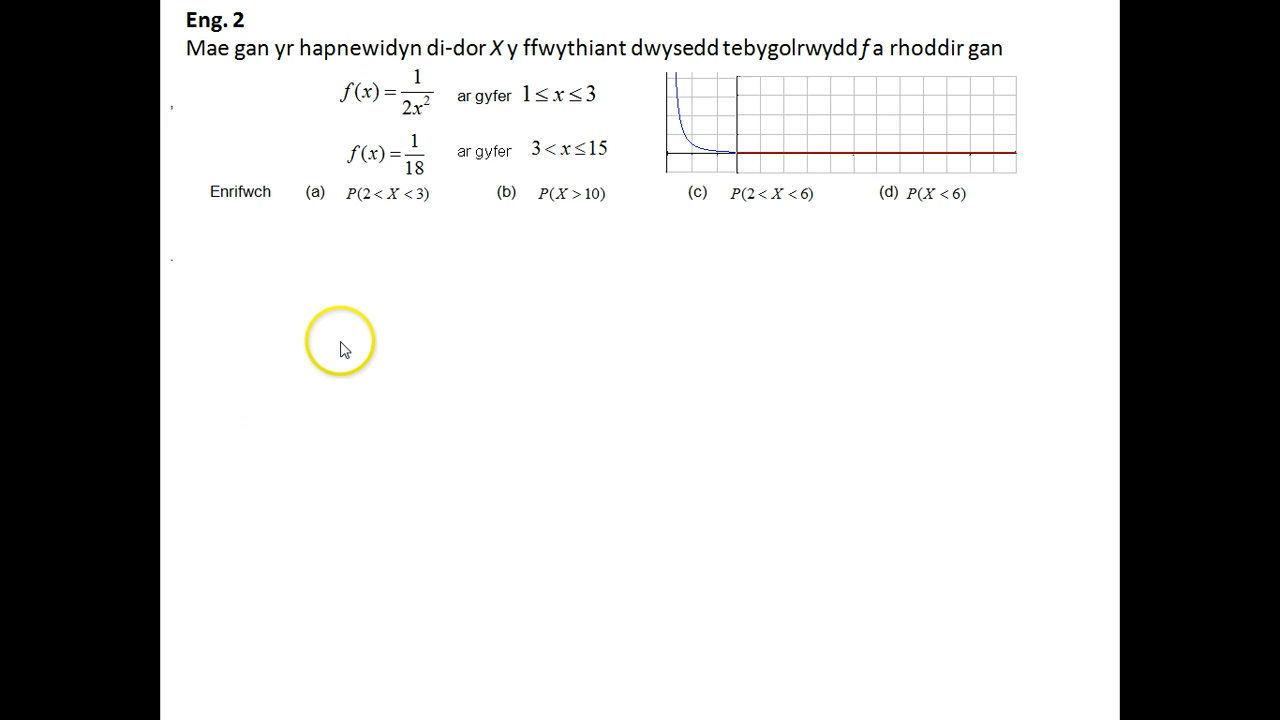 Eng. 2
Mae gan yr hapnewidyn di-dor X y ffwythiant dwysedd tebygolrwydd f a rhoddir gan
f(x) = 1/2x² ar gyfer 1 ≤ x ≤ 3
f(x) = 1/18 ar gyfer 3 < x ≤ 15
Enrifwch (a) P(2 < X < 3) (b) P(X > 10) (c) P(2 < X < 6) (d) P(X < 6)